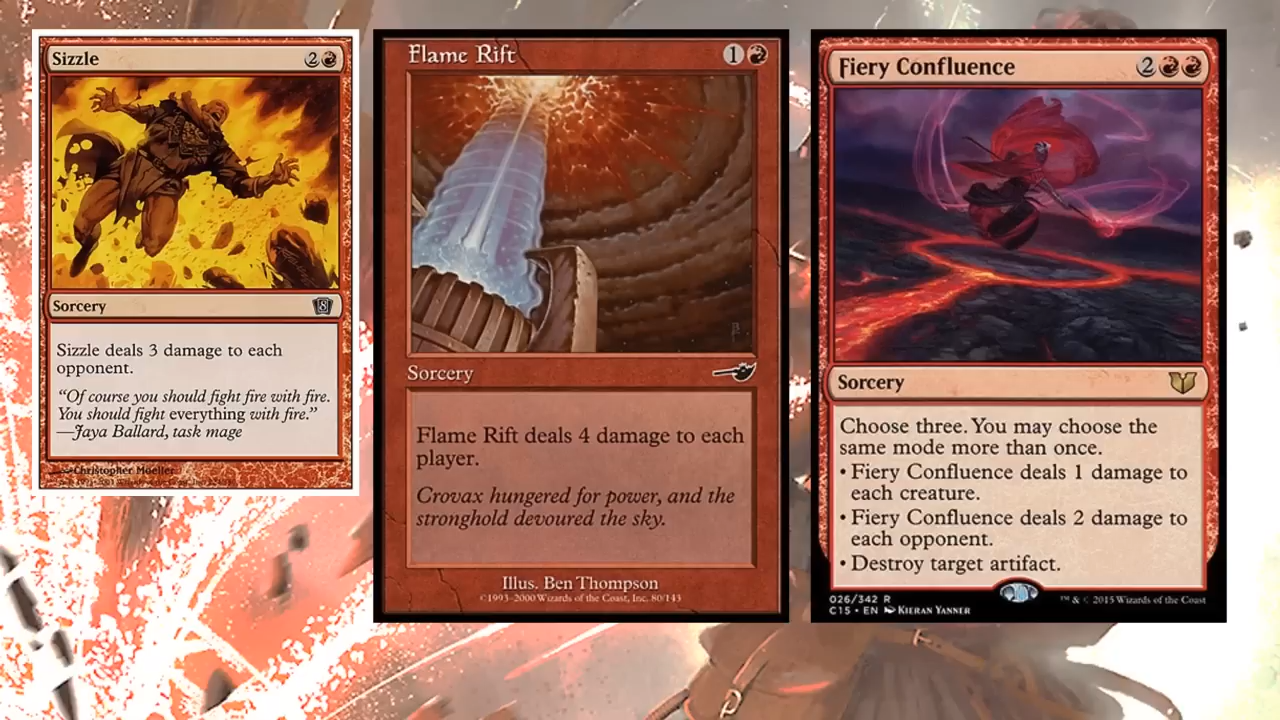 Sizzle 2
Sorcery 8
Sizzle deals 3 damage to each
opponent.
“Of course you should fight fire with fire.
You should fight everything with fire.”
—Jaya Ballard, task mage
Christopher Moeller
Flame Rift 1
Sorcery
Flame Rift deals 4 damage to each
player.
Crovax hungered for power, and the
stronghold devoured the sky.
Illus. Ben Thompson
©1993–2000 Wizards of the Coast, Inc. 80/143
Fiery Confluence 2
Sorcery
Choose three. You may choose the
same mode more than once.
• Fiery Confluence deals 1 damage to
each creature.
• Fiery Confluence deals 2 damage to
each opponent.
• Destroy target artifact.
026/342 R
C15 • EN KIERAN YANNER
™ & © 2015 Wizards of the Coast